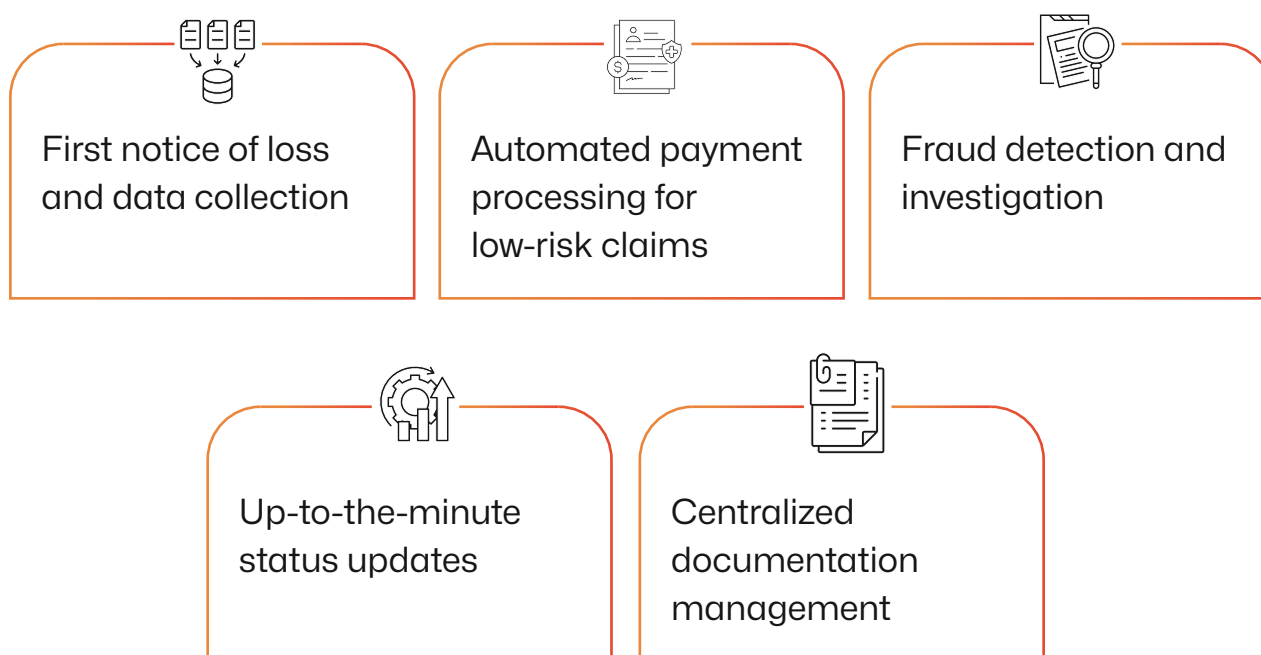 First notice of loss
and data collection
Automated payment
processing for
low-risk claims
Fraud detection and
investigation
Up-to-the-minute
status updates
Centralized
documentation
management